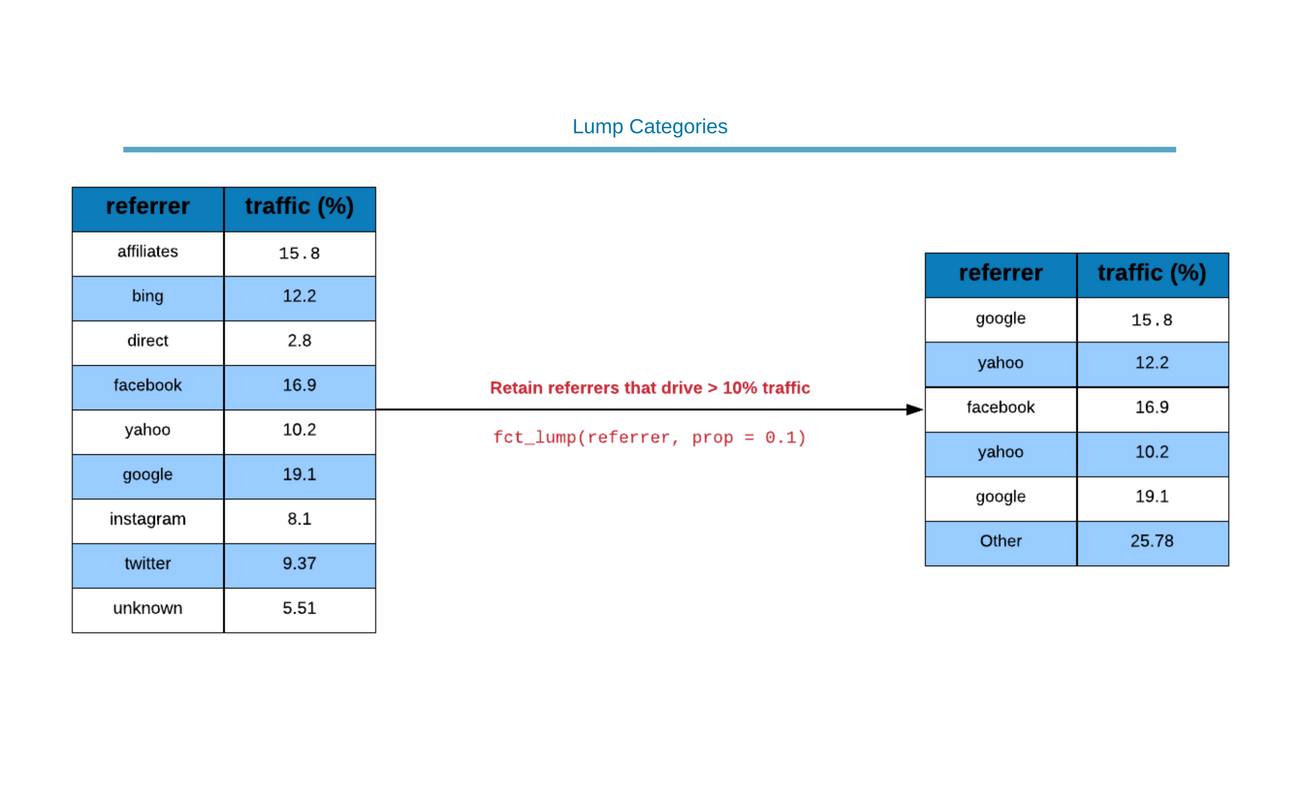 Lump Categories
referrer traffic (%)
affiliates 15.8
bing 12.2
direct 2.8
facebook 16.9
yahoo 10.2
google 19.1
instagram 8.1
twitter 9.37
unknown 5.51
Retain referrers that drive > 10% traffic
fct_lump(referrer, prop = 0.1)
referrer traffic (%)
google 15.8
yahoo 12.2
facebook 16.9
yahoo 10.2
google 19.1
Other 25.78